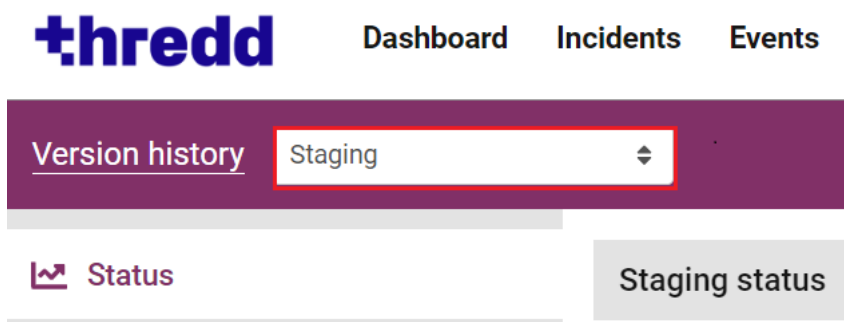 thredd Dashboard Incidents Events
Version history Staging
Status
Staging status